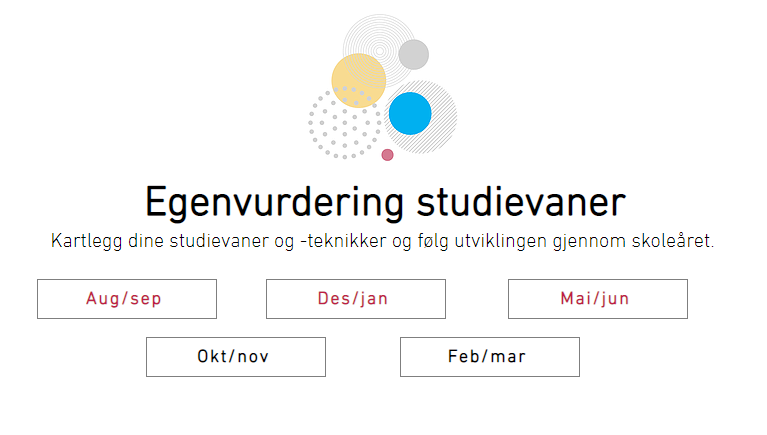 Egenvurdering studievaner
Kartlegg dine studievaner og -teknikker og følg utviklingen gjennom skoleåret.
Aug/sep
Des/jan
Mai/jun
Okt/nov
Feb/mar